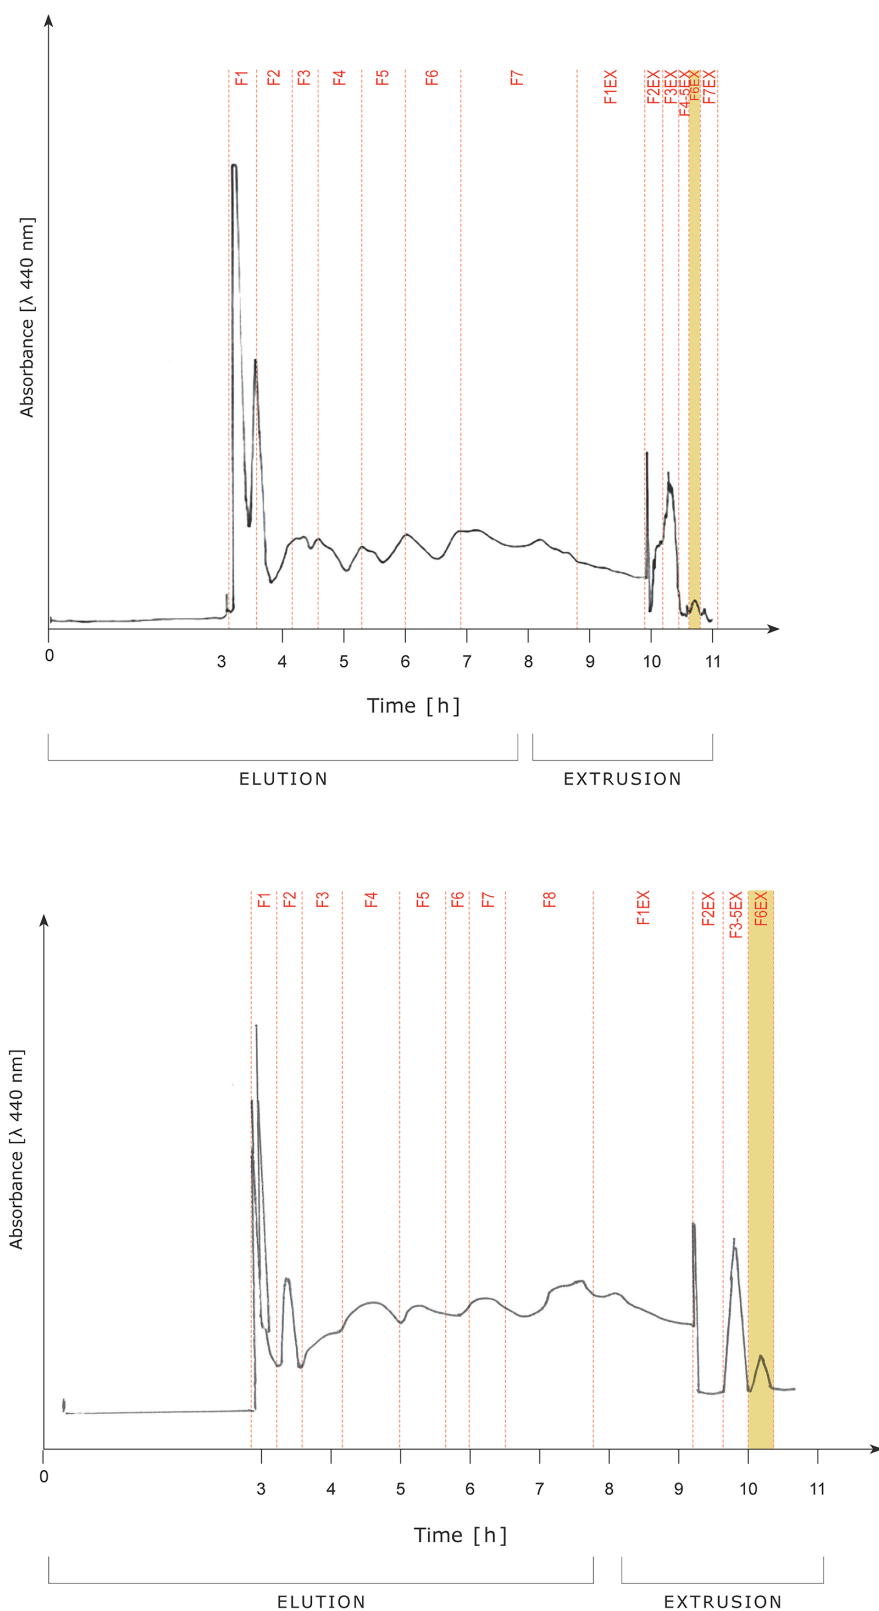 F1 F2 F3 F4 F5 F6 F7 F1EX F2EX F3EX F4-5EX F6EX F7EX
Absorbance [λ 440 nm]
0 3 4 5 6 7 8 9 10 11
Time [h]
ELUTION EXTRUSION
F1 F2 F3 F4 F5 F6 F7 F8 F1EX F2EX F3-5EX F6EX
Absorbance [λ 440 nm]
0 3 4 5 6 7 8 9 10 11
Time [h]
ELUTION EXTRUSION